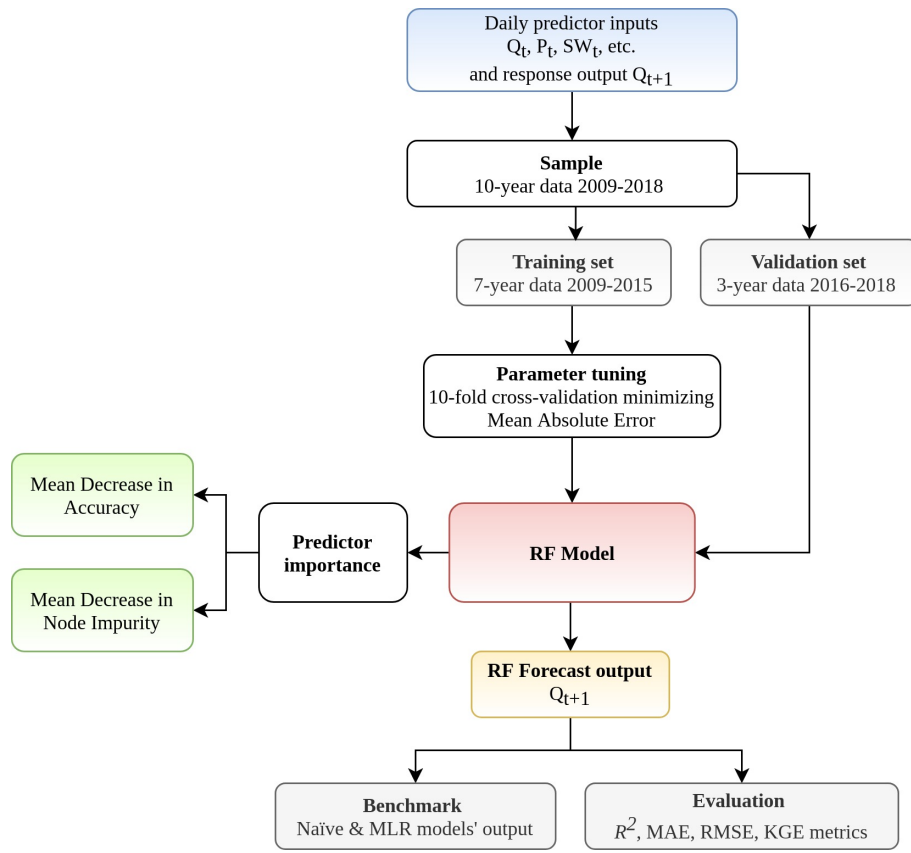 Daily predictor inputs
Qt, Pt, SWt, etc.
and response output Qt+1
Sample
10-year data 2009-2018
Training set
7-year data 2009-2015
Validation set
3-year data 2016-2018
Parameter tuning
10-fold cross-validation minimizing
Mean Absolute Error
Mean Decrease in
Accuracy
Predictor
importance
RF Model
Mean Decrease in
Node Impurity
RF Forecast output
Qt+1
Benchmark
Naïve & MLR models' output
Evaluation
R², MAE, RMSE, KGE metrics